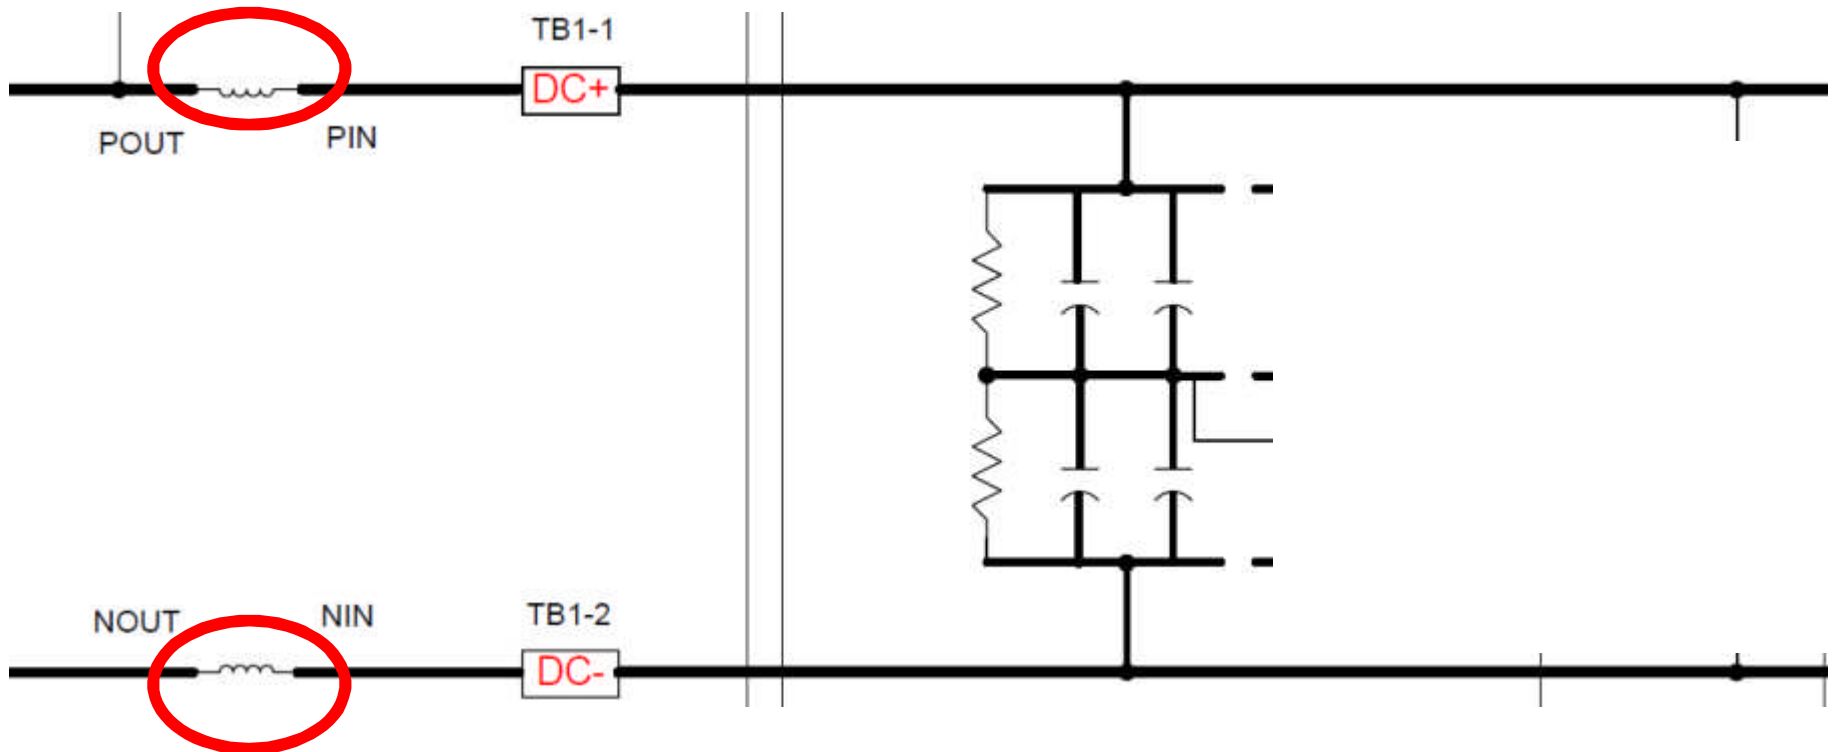 TB1-1
DC+
POUT
PIN
NOUT
NIN
TB1-2
DC-